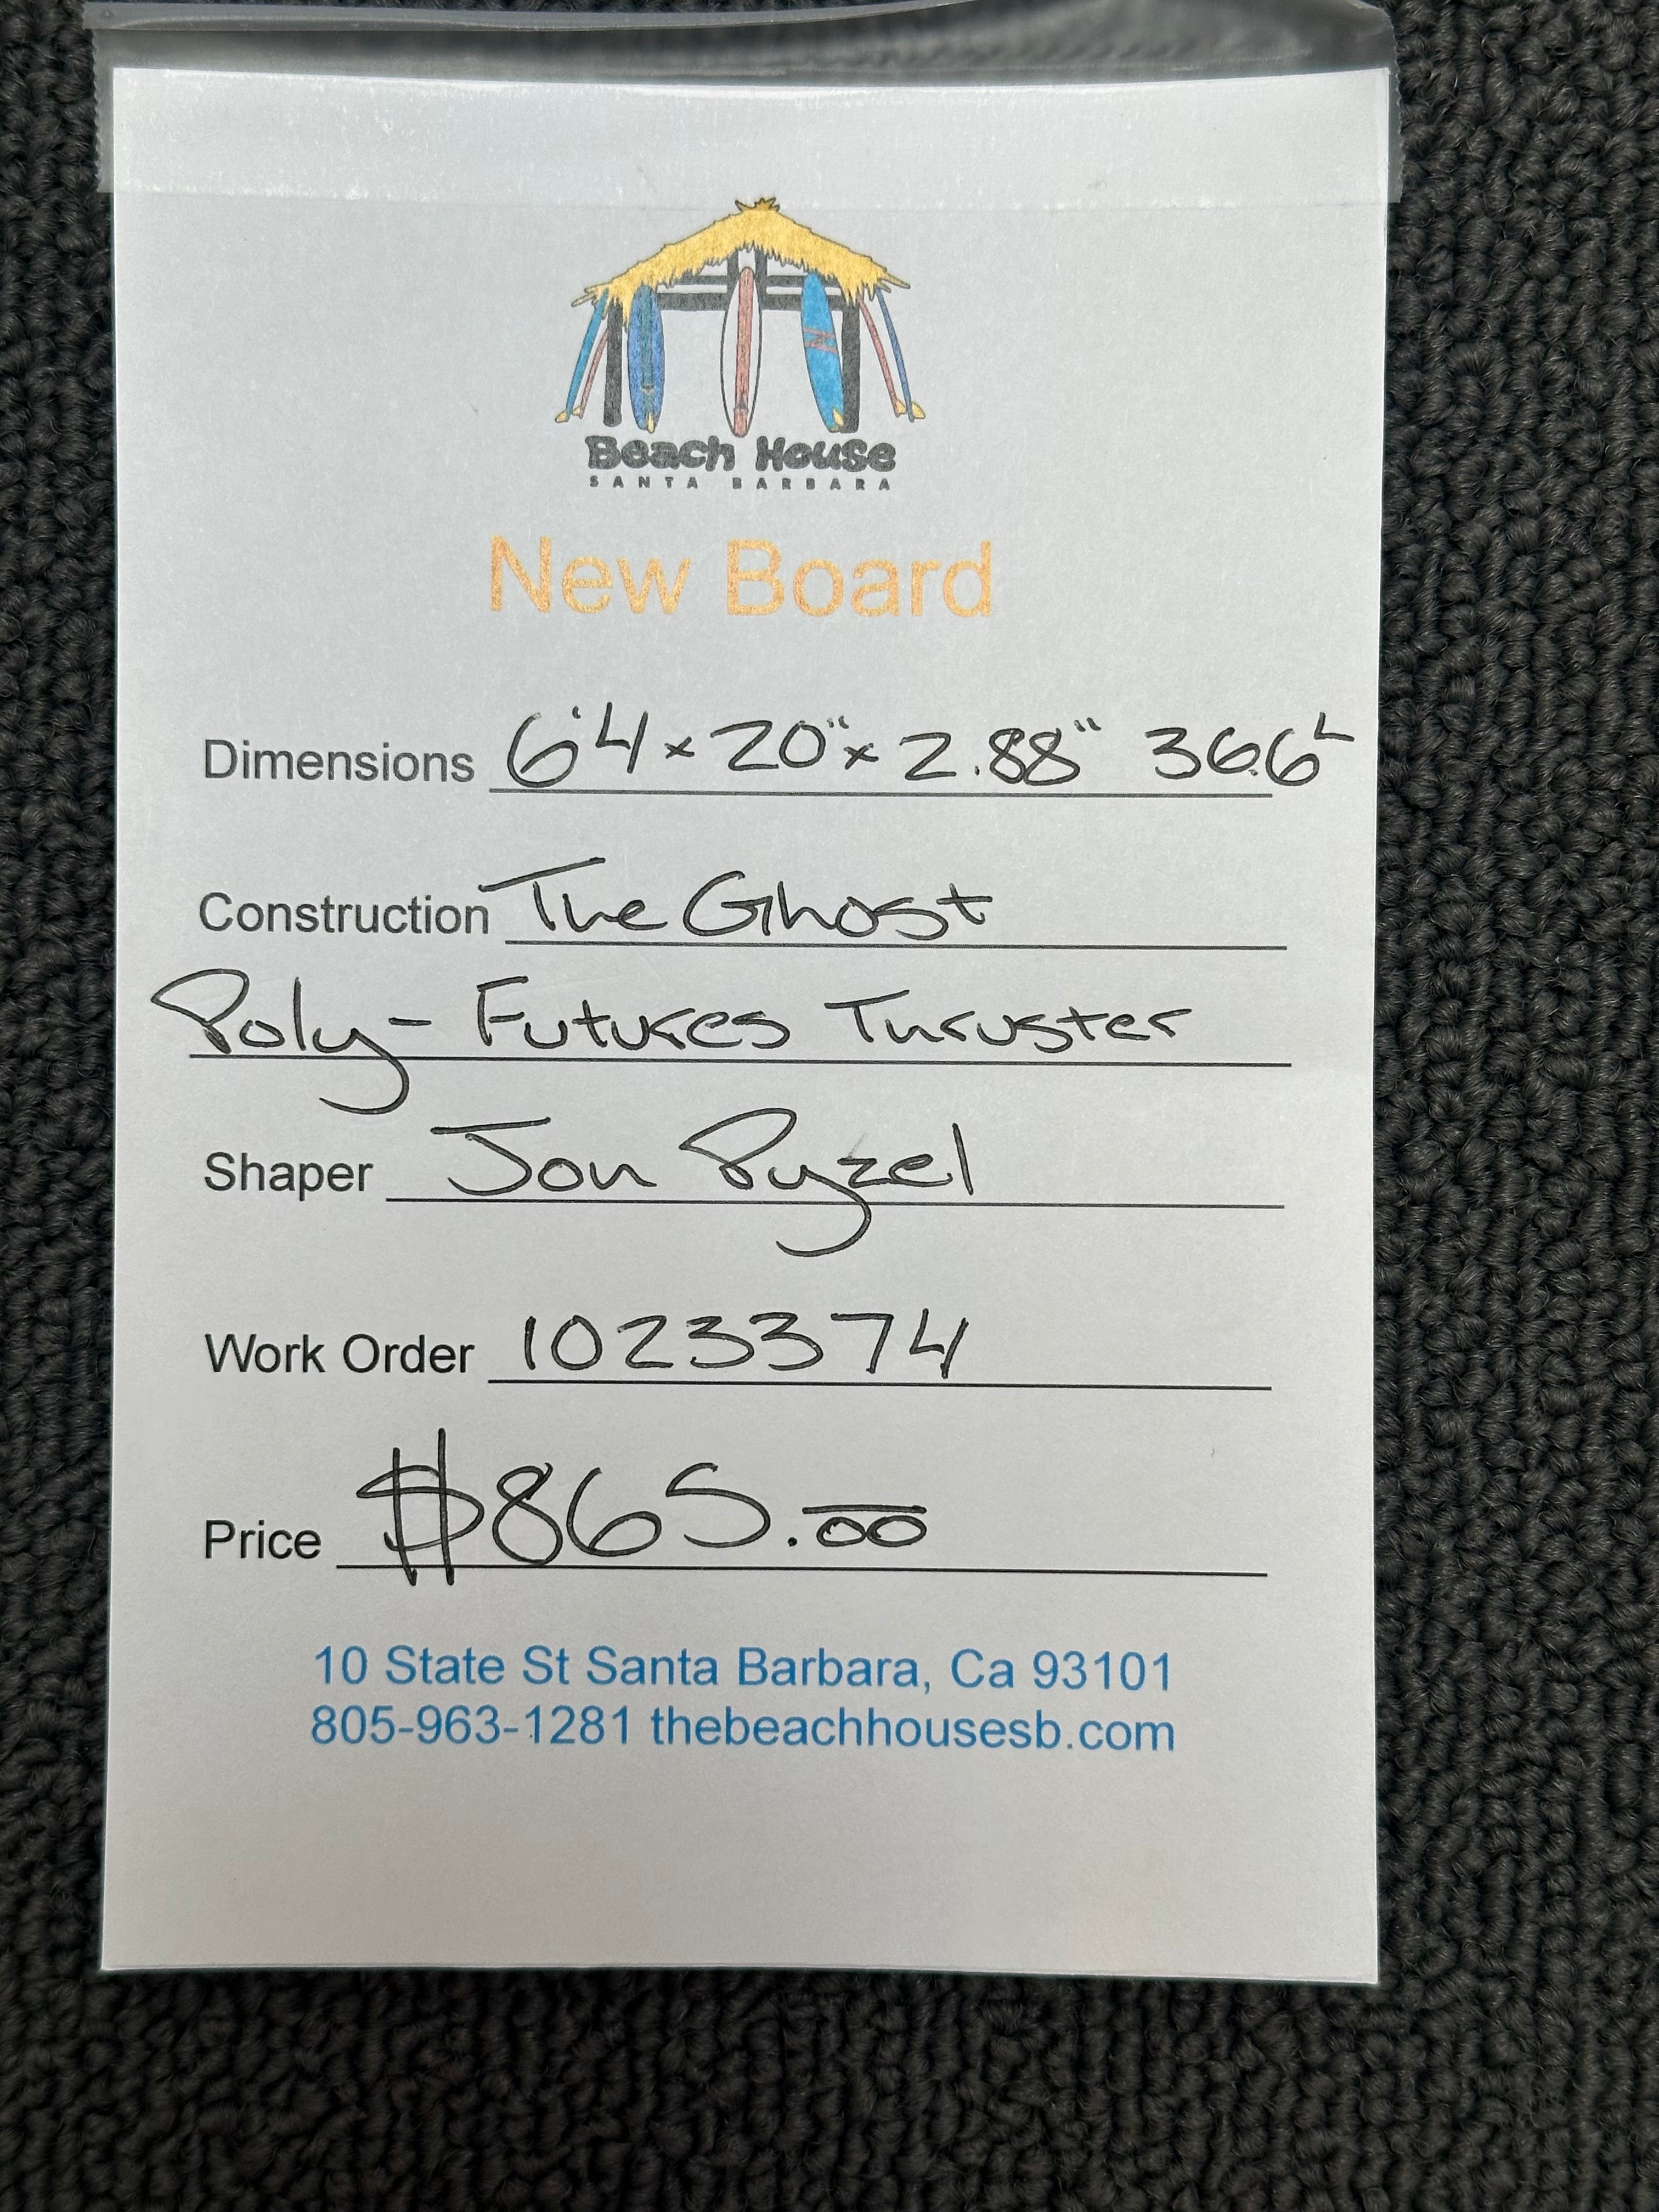 Beach House
SANTA BARBARA
New Board
Dimensions 6'4 x 20" x 2.88" 36.6L
Construction The Ghost
Poly - Futures Thruster
Shaper Jon Pyzel
Work Order 1023374
Price $865.00
10 State St Santa Barbara, Ca 93101
805-963-1281 thebeachhousesb.com